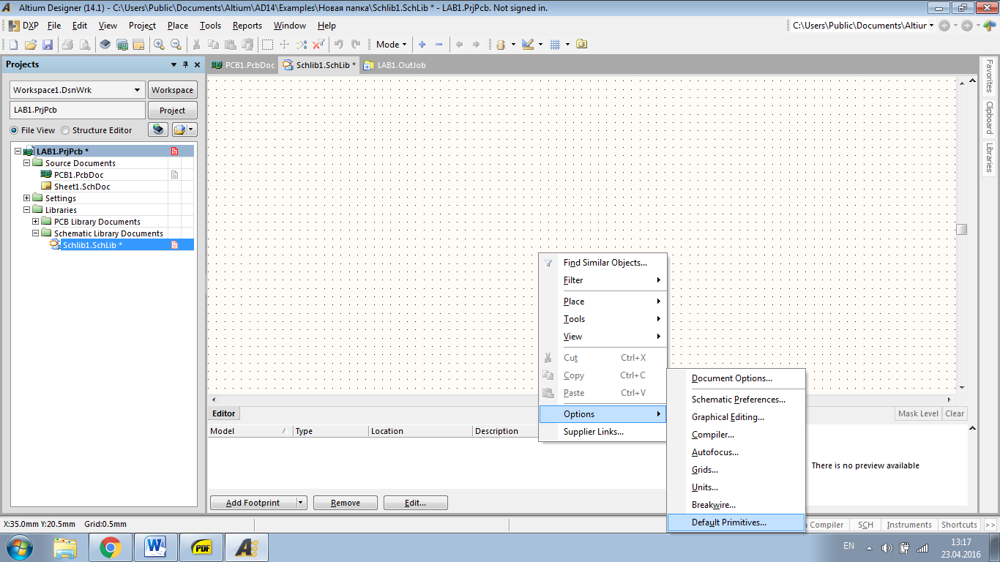 Altium Designer (14.1) - C:\Users\Public\Documents\Altium\AD14\Examples\Новая папка\Schlib1.SchLib * - LAB1.PrjPcb. Not signed in.
DXP File Edit View Project Place Tools Reports Window Help C:\Users\Public\Documents\Altium
Mode
Projects
PCB1.PcbDoc Schlib1.SchLib * LAB1.OutJob
Workspace1.DsnWrk Workspace
LAB1.PrjPcb Project
File View Structure Editor
LAB1.PrjPcb *
Source Documents
PCB1.PcbDoc
Sheet1.SchDoc
Settings
Libraries
PCB Library Documents
Schematic Library Documents
Schlib1.SchLib *
Favorites
Clipboard
Libraries
Find Similar Objects...
Filter
Place
Tools
View
Cut Ctrl+X
Copy Ctrl+C
Paste Ctrl+V
Options
Supplier Links...
Document Options...
Schematic Preferences...
Graphical Editing...
Compiler...
Autofocus...
Grids...
Units...
Breakwire...
Default Primitives...
Editor Mask Level Clear
Model Type Location Description
There is no preview available
Add Footprint Remove Edit...
X:35.0mm Y:20.5mm Grid:0.5mm Compiler SCH Instruments Shortcuts >>
PDF
EN 13:17
23.04.2016